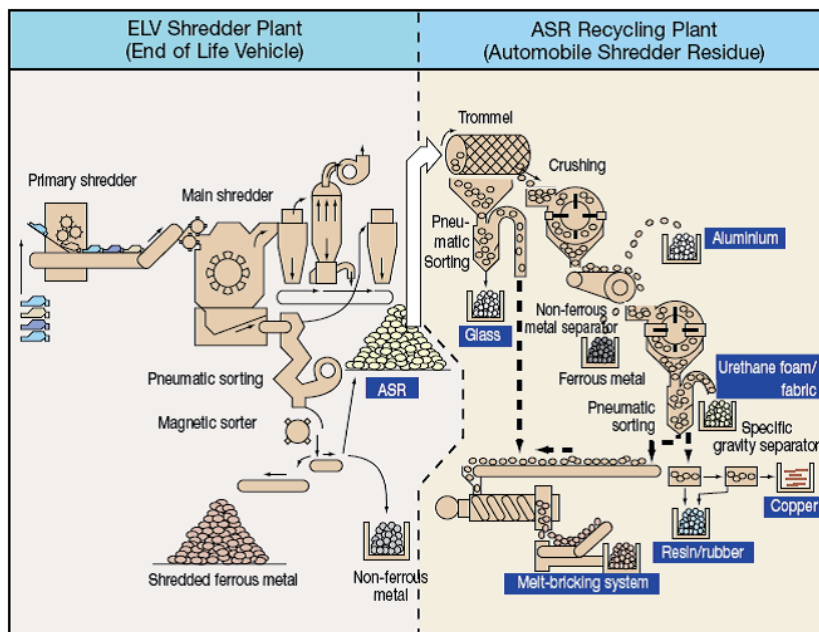 ELV Shredder Plant
(End of Life Vehicle)
ASR Recycling Plant
(Automobile Shredder Residue)
Primary shredder
Main shredder
Pneumatic sorting
Magnetic sorter
Shredded ferrous metal
Non-ferrous
metal
ASR
Trommel
Crushing
Pneu-
matic
Sorting
Glass
Aluminium
Non-ferrous
metal separator
Ferrous metal
Urethane foam/
fabric
Pneumatic
sorting
Specific
gravity separator
Copper
Resin/rubber
Melt-bricking system